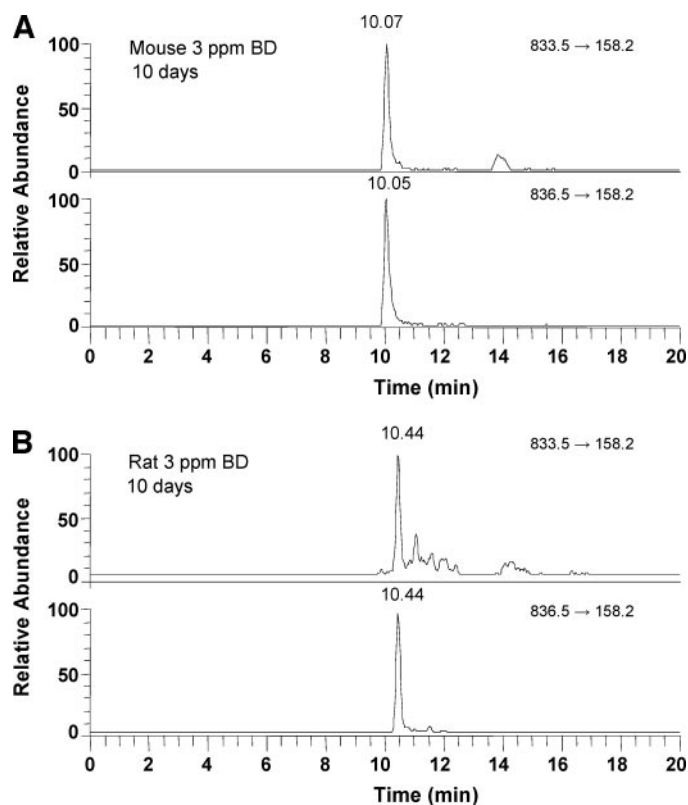 A
10.07
Mouse 3 ppm BD
10 days
833.5 → 158.2
100
50
0
Relative Abundance
10.05
836.5 → 158.2
100
50
0
0 2 4 6 8 10 12 14 16 18 20
Time (min)
B
10.44
Rat 3 ppm BD
10 days
833.5 → 158.2
100
50
0
Relative Abundance
10.44
836.5 → 158.2
100
50
0
0 2 4 6 8 10 12 14 16 18 20
Time (min)